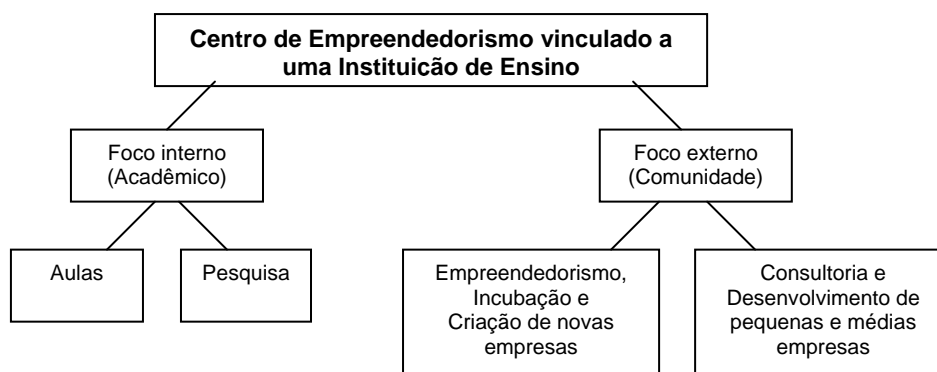 Centro de Empreendedorismo vinculado a
uma Instituição de Ensino
Foco interno
(Acadêmico)
Foco externo
(Comunidade)
Aulas
Pesquisa
Empreendedorismo,
Incubação e
Criação de novas
empresas
Consultoria e
Desenvolvimento de
pequenas e médias
empresas